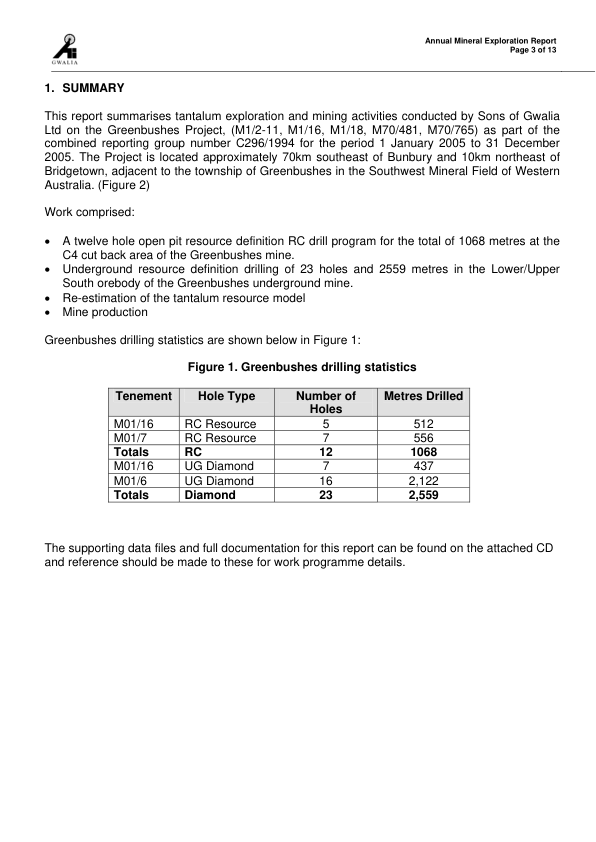 GWALIA
Annual Mineral Exploration Report
Page 3 of 13
1. SUMMARY
This report summarises tantalum exploration and mining activities conducted by Sons of Gwalia
Ltd on the Greenbushes Project, (M1/2-11, M1/16, M1/18, M70/481, M70/765) as part of the
combined reporting group number C296/1994 for the period 1 January 2005 to 31 December
2005. The Project is located approximately 70km southeast of Bunbury and 10km northeast of
Bridgetown, adjacent to the township of Greenbushes in the Southwest Mineral Field of Western
Australia. (Figure 2)
Work comprised:
• A twelve hole open pit resource definition RC drill program for the total of 1068 metres at the
C4 cut back area of the Greenbushes mine.
• Underground resource definition drilling of 23 holes and 2559 metres in the Lower/Upper
South orebody of the Greenbushes underground mine.
• Re-estimation of the tantalum resource model
• Mine production
Greenbushes drilling statistics are shown below in Figure 1:
Figure 1. Greenbushes drilling statistics
Tenement Hole Type Number of Metres Drilled
Holes
M01/16 RC Resource 5 512
M01/7 RC Resource 7 556
Totals RC 12 1068
M01/16 UG Diamond 7 437
M01/6 UG Diamond 16 2,122
Totals Diamond 23 2,559
The supporting data files and full documentation for this report can be found on the attached CD
and reference should be made to these for work programme details.